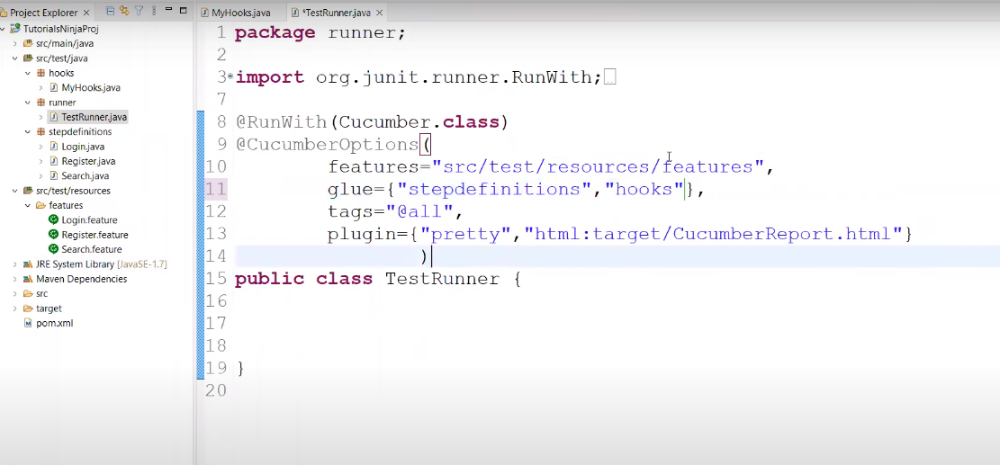 Project Explorer
TutorialsNinjaProj
src/main/java
src/test/java
hooks
MyHooks.java
runner
TestRunner.java
stepdefinitions
Login.java
Register.java
Search.java
src/test/resources
features
Login.feature
Register.feature
Search.feature
JRE System Library [JavaSE-1.7]
Maven Dependencies
src
target
pom.xml
MyHooks.java
*TestRunner.java
1 package runner;
2
3 import org.junit.runner.RunWith;
7
8 @RunWith(Cucumber.class)
9 @CucumberOptions(
10 features="src/test/resources/features",
11 glue={"stepdefinitions","hooks"},
12 tags="@all",
13 plugin={"pretty","html:target/CucumberReport.html"}
14 )
15 public class TestRunner {
16
17
18
19 }
20